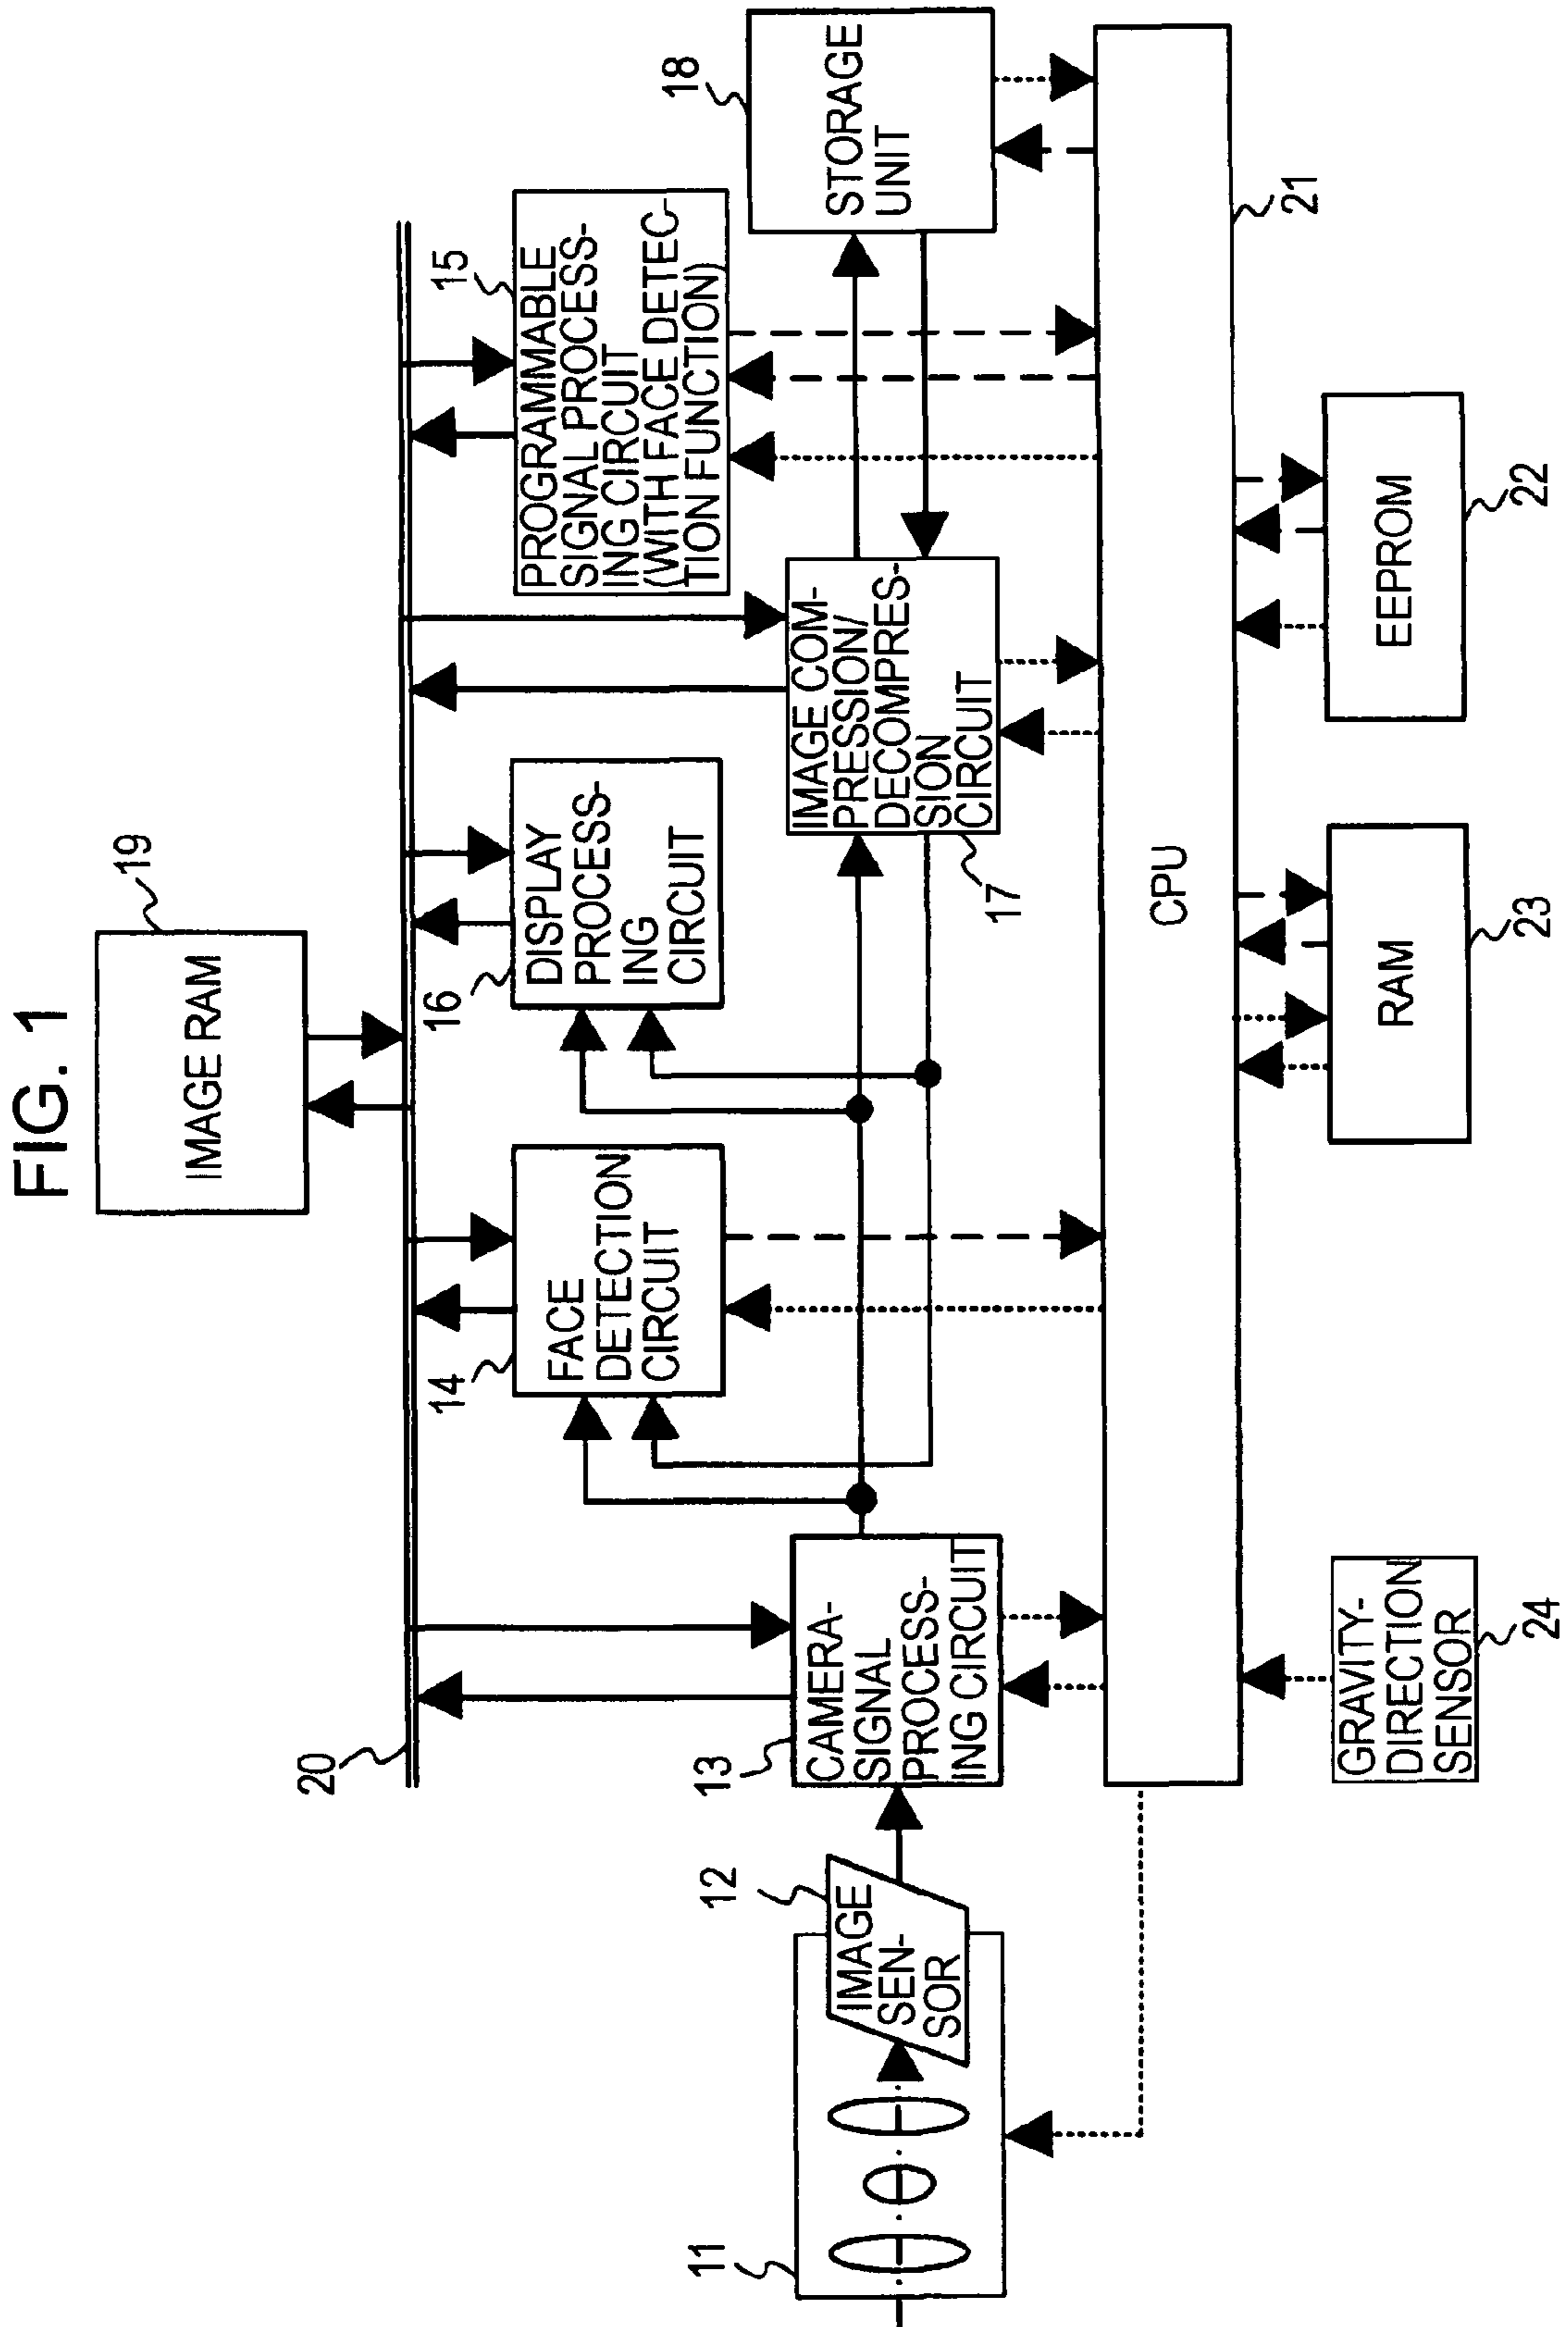 FIG. 1
19
IMAGE RAM
20
14
FACE
DETECTION
CIRCUIT
16
DISPLAY
PROCESS-
ING
CIRCUIT
15
PROGRAMMABLE
SIGNAL PROCESS-
ING CIRCUIT
(WITH FACE DETEC-
TION FUNCTION)
11
12
IMAGE
SEN-
SOR
13
CAMERA-
SIGNAL
PROCESS-
ING CIRCUIT
IMAGE COM-
PRESSION/
DECOMPRES-
SION
CIRCUIT
17
18
STORAGE
UNIT
CPU
21
GRAVITY-
DIRECTION
SENSOR
24
RAM
23
EEPROM
22